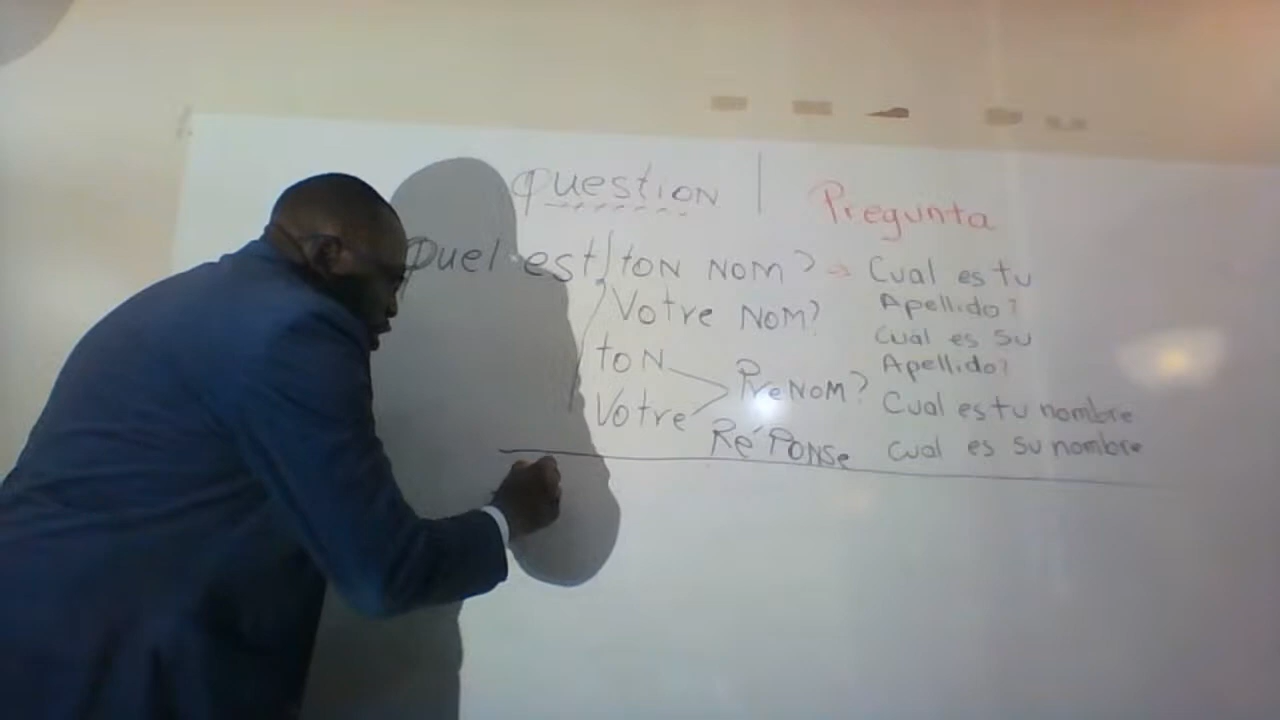 Question | Pregunta
Quel est / ton nom? → Cual es tu
Apellido?
Votre nom?
Cual es su
Apellido?
ton
Prenom?
Votre
Cual es tu nombre
Réponse
Cual es su nombre